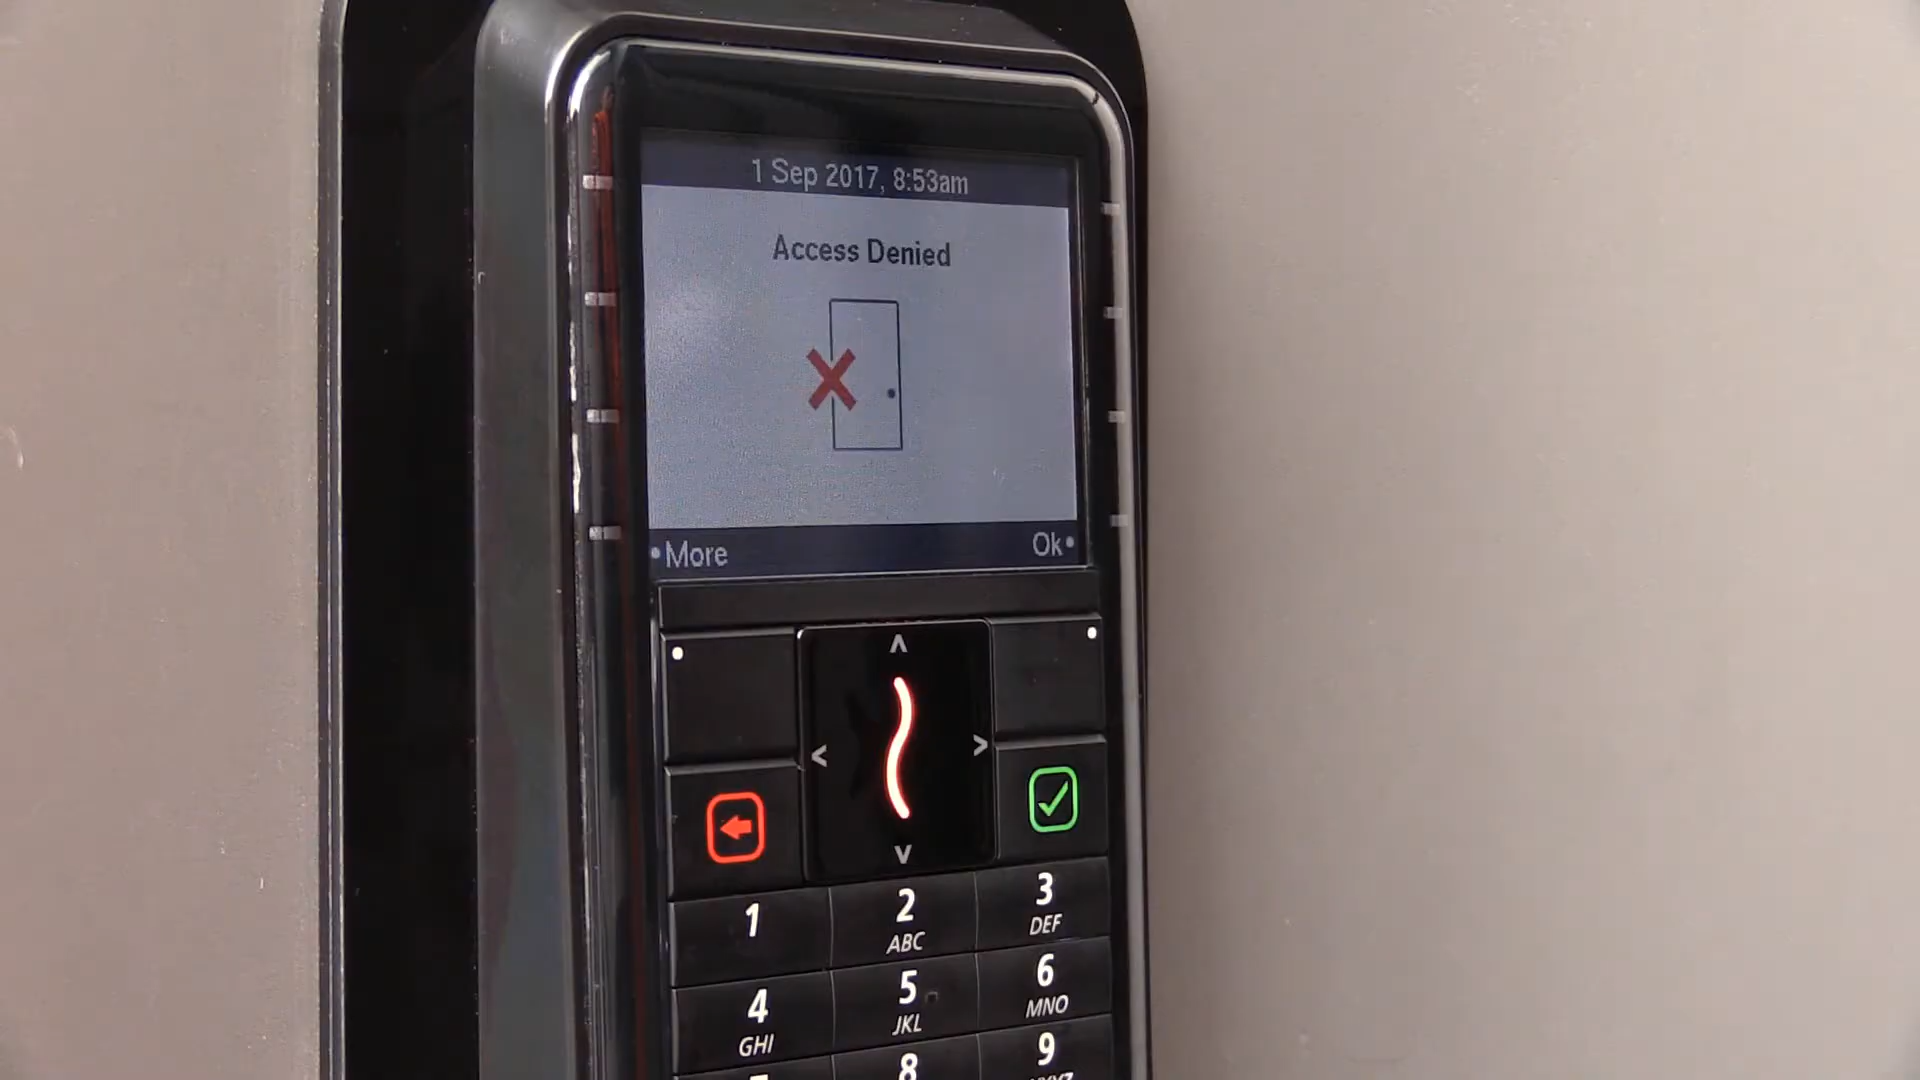 1 Sep 2017, 8:53am
Access Denied
More
Ok
1
2
ABC
3
DEF
4
GHI
5
JKL
6
MNO
8
9